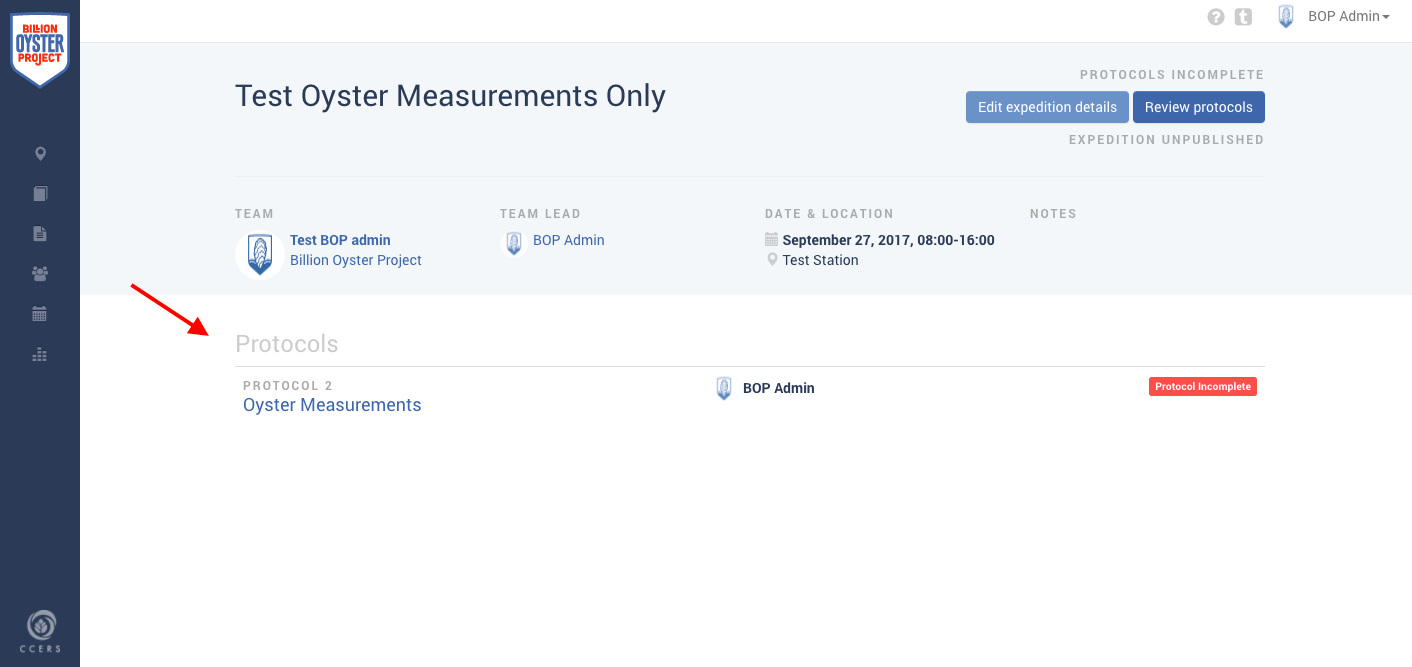 BILLION
OYSTER
PROJECT
? t BOP Admin
Test Oyster Measurements Only
PROTOCOLS INCOMPLETE
Edit expedition details Review protocols
EXPEDITION UNPUBLISHED
TEAM
Test BOP admin
Billion Oyster Project
TEAM LEAD
BOP Admin
DATE & LOCATION
September 27, 2017, 08:00-16:00
Test Station
NOTES
Protocols
PROTOCOL 2
Oyster Measurements
BOP Admin
Protocol Incomplete
CCERS